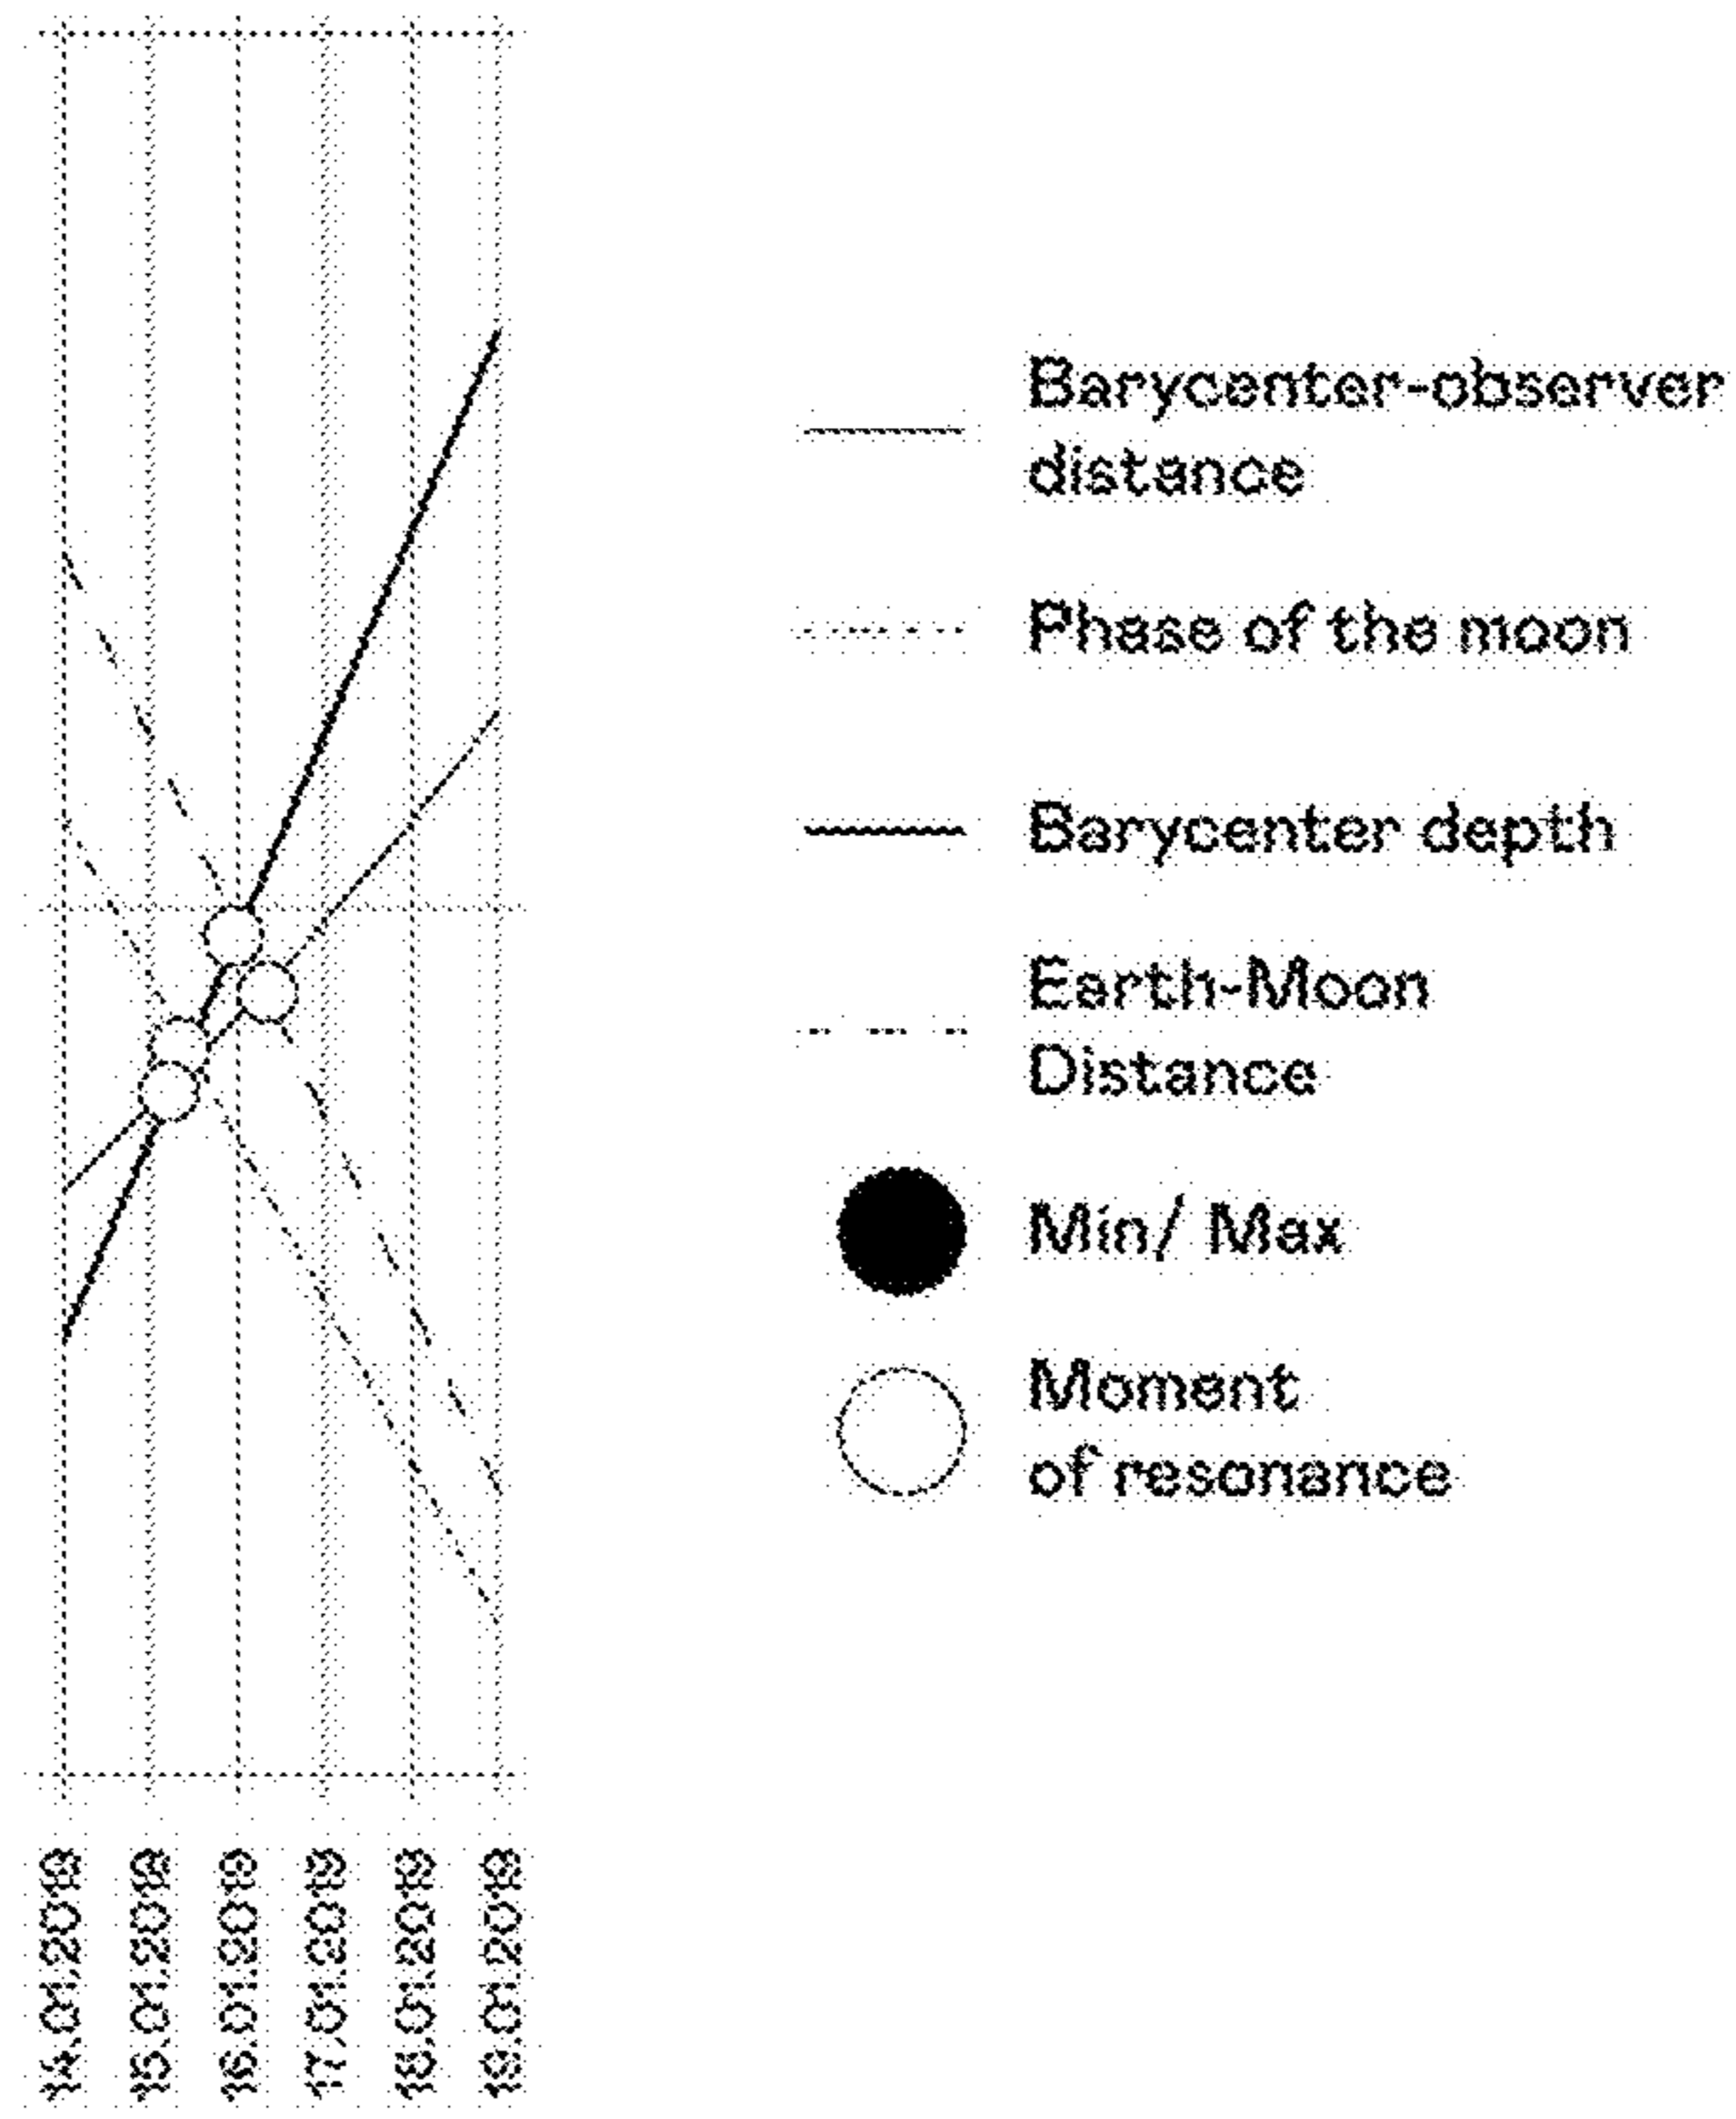 Barycenter-observer
distance
Phase of the moon
Barycenter depth
Earth-Moon
Distance
Min/ Max
Moment
of resonance
14.01.2019
15.01.2019
16.01.2019
17.01.2019
18.01.2019
19.01.2019